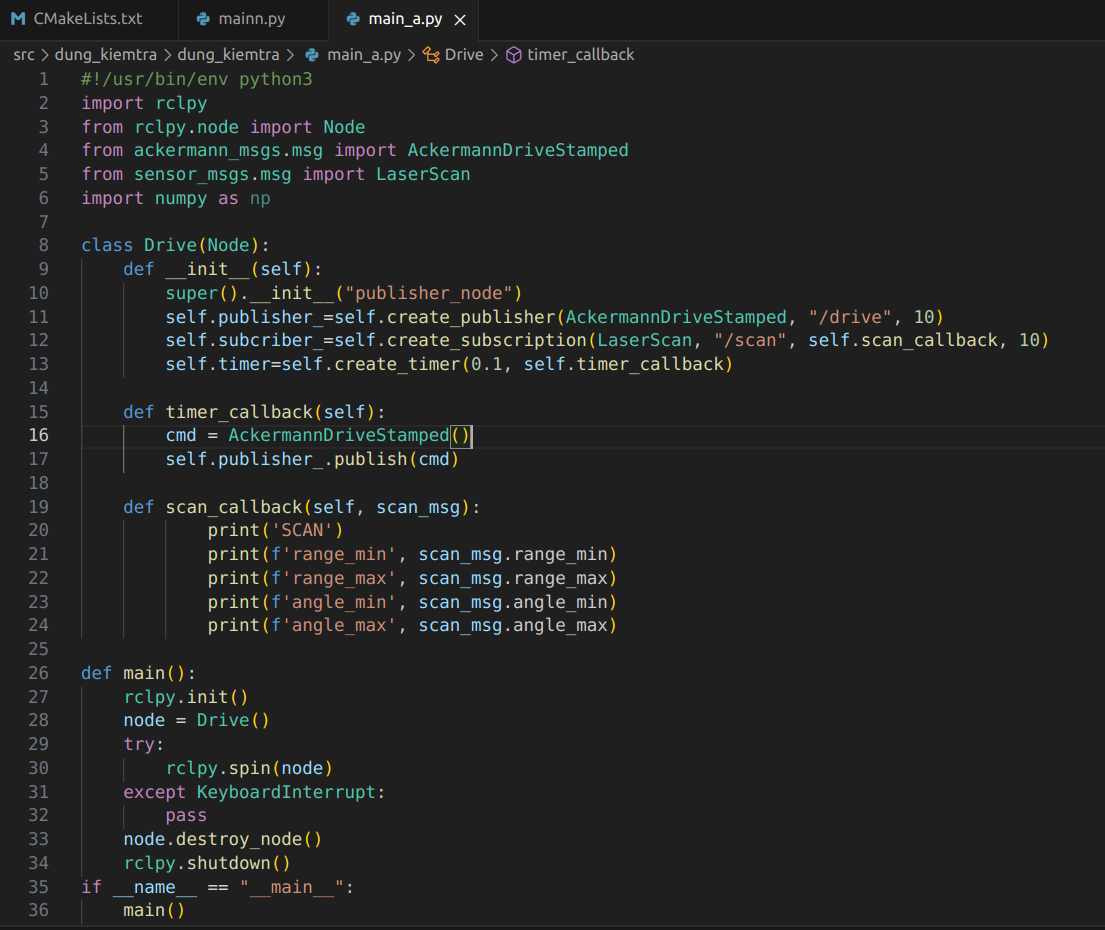 CMakeLists.txt mainn.py main_a.py
src > dung_kiemtra > dung_kiemtra > main_a.py > Drive > timer_callback
1 #!/usr/bin/env python3
2 import rclpy
3 from rclpy.node import Node
4 from ackermann_msgs.msg import AckermannDriveStamped
5 from sensor_msgs.msg import LaserScan
6 import numpy as np
7
8 class Drive(Node):
9     def __init__(self):
10         super().__init__("publisher_node")
11         self.publisher_=self.create_publisher(AckermannDriveStamped, "/drive", 10)
12         self.subcriber_=self.create_subscription(LaserScan, "/scan", self.scan_callback, 10)
13         self.timer=self.create_timer(0.1, self.timer_callback)
14
15     def timer_callback(self):
16         cmd = AckermannDriveStamped()
17         self.publisher_.publish(cmd)
18
19     def scan_callback(self, scan_msg):
20             print('SCAN')
21             print(f'range_min', scan_msg.range_min)
22             print(f'range_max', scan_msg.range_max)
23             print(f'angle_min', scan_msg.angle_min)
24             print(f'angle_max', scan_msg.angle_max)
25
26 def main():
27     rclpy.init()
28     node = Drive()
29     try:
30         rclpy.spin(node)
31     except KeyboardInterrupt:
32         pass
33     node.destroy_node()
34     rclpy.shutdown()
35 if __name__ == "__main__":
36     main()